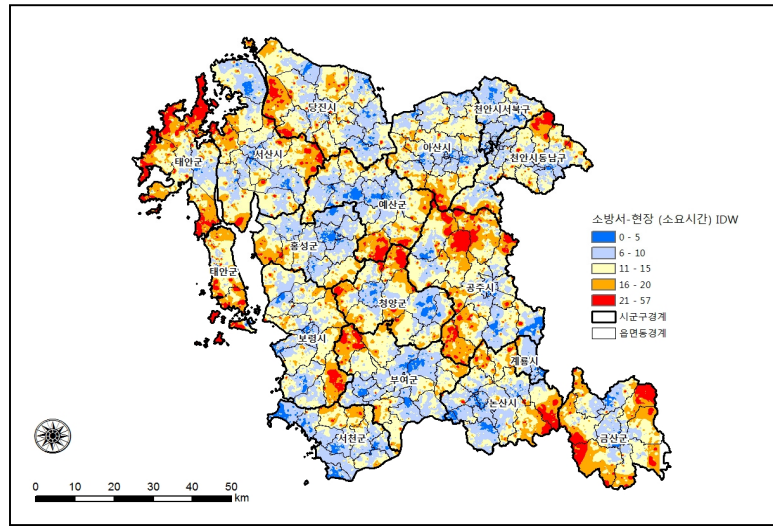 당진시
천안시서북구
아산시
천안시동남구
태안군
서산시
예산군
홍성군
태안군
청양군
공주시
보령시
부여군
계룡시
논산시
서천군
금산군
소방서-현장 (소요시간) IDW
0 - 5
6 - 10
11 - 15
16 - 20
21 - 57
시군구경계
읍면동경계
0 10 20 30 40 50
km